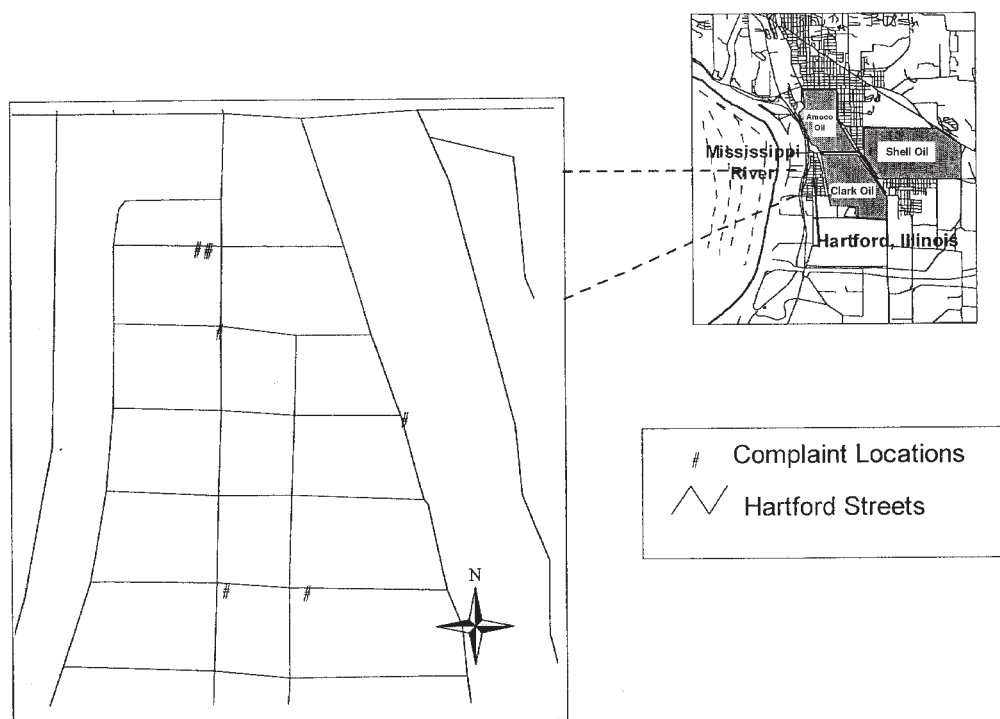 Amoco
Oil
Shell Oil
Mississippi
River
Clark Oil
Hartford, Illinois
# Complaint Locations
Hartford Streets
N